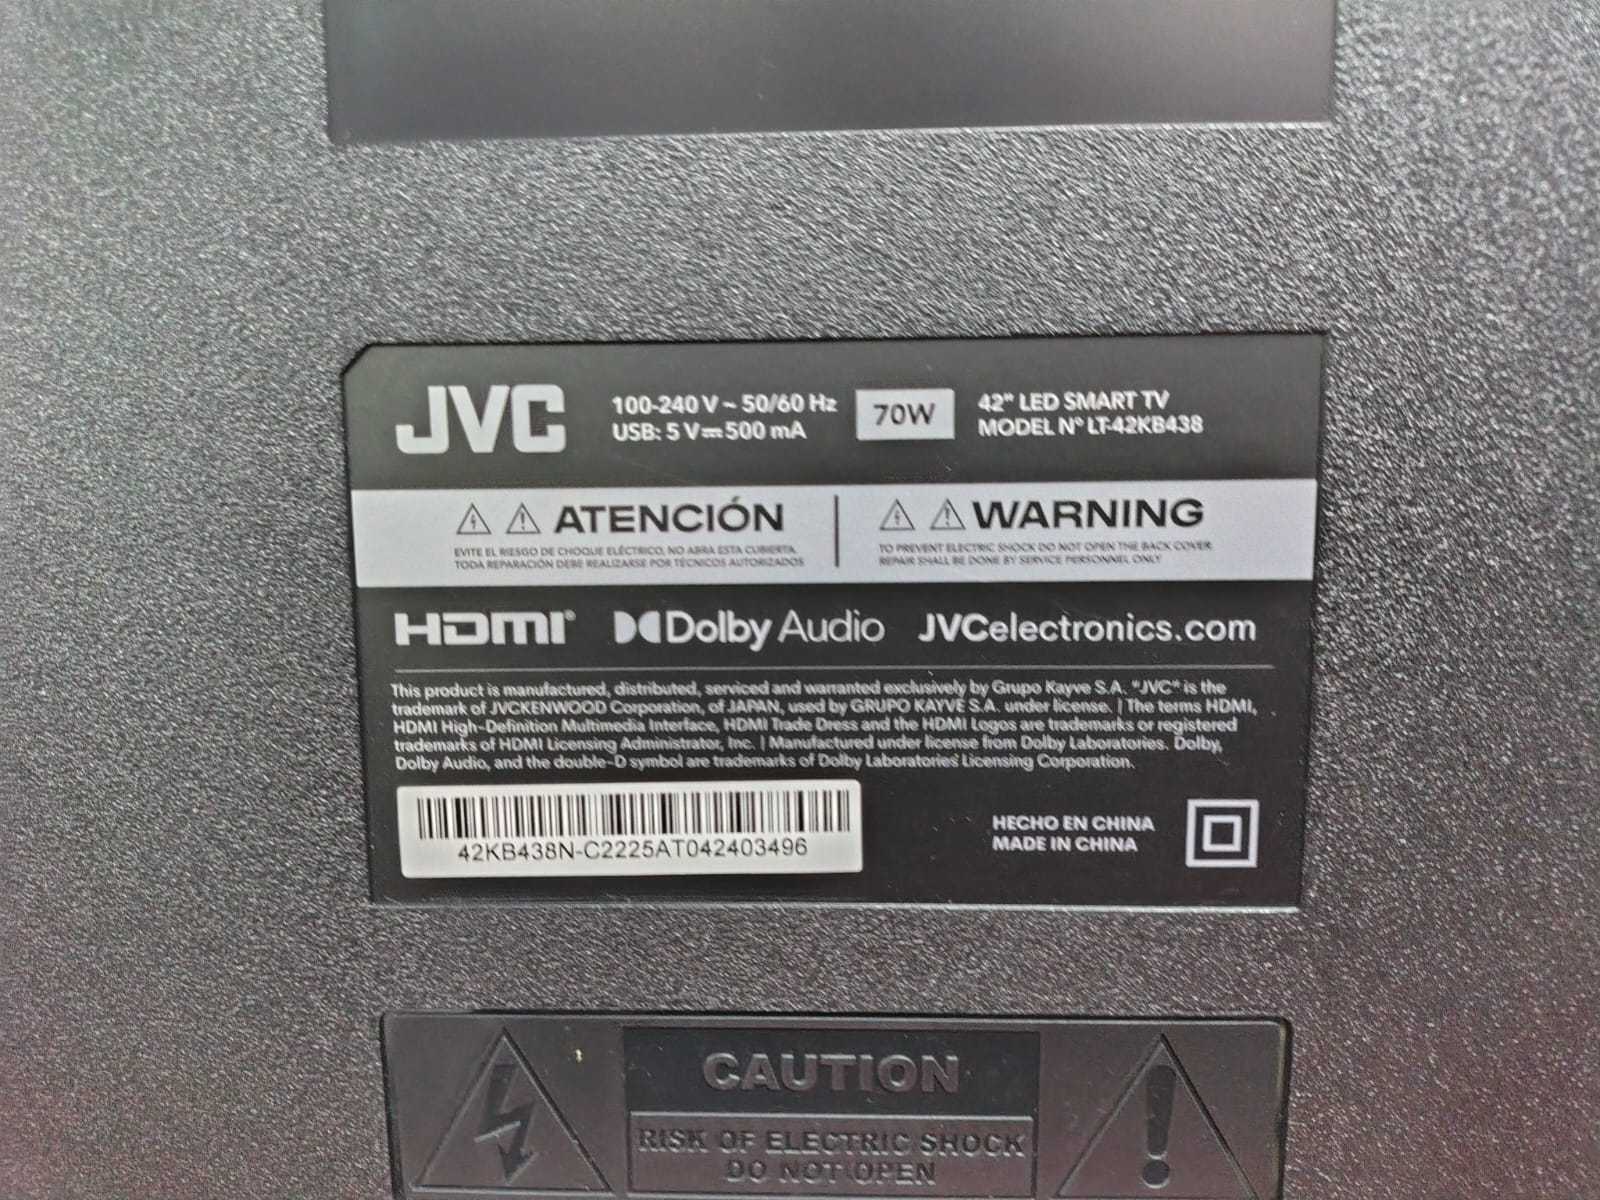 JVC
100-240 V ~ 50/60 Hz
USB: 5 V⎓500 mA
70W
42" LED SMART TV
MODEL N° LT-42KB438
ATENCIÓN
EVITE EL RIESGO DE CHOQUE ELÉCTRICO, NO ABRA ESTA CUBIERTA.
TODA REPARACIÓN DEBE REALIZARSE POR TÉCNICOS AUTORIZADOS
WARNING
TO PREVENT ELECTRIC SHOCK DO NOT OPEN THE BACK COVER
REPAIR SHALL BE DONE BY SERVICE PERSONNEL ONLY
HDMI®
Dolby Audio
JVCelectronics.com
This product is manufactured, distributed, serviced and warranted exclusively by Grupo Kayve S.A. "JVC" is the
trademark of JVCKENWOOD Corporation, of JAPAN, used by GRUPO KAYVE S.A. under license. | The terms HDMI,
HDMI High-Definition Multimedia Interface, HDMI Trade Dress and the HDMI Logos are trademarks or registered
trademarks of HDMI Licensing Administrator, Inc. | Manufactured under license from Dolby Laboratories. Dolby,
Dolby Audio, and the double-D symbol are trademarks of Dolby Laboratories Licensing Corporation.
42KB438N-C2225AT042403496
HECHO EN CHINA
MADE IN CHINA
CAUTION
RISK OF ELECTRIC SHOCK
DO NOT OPEN